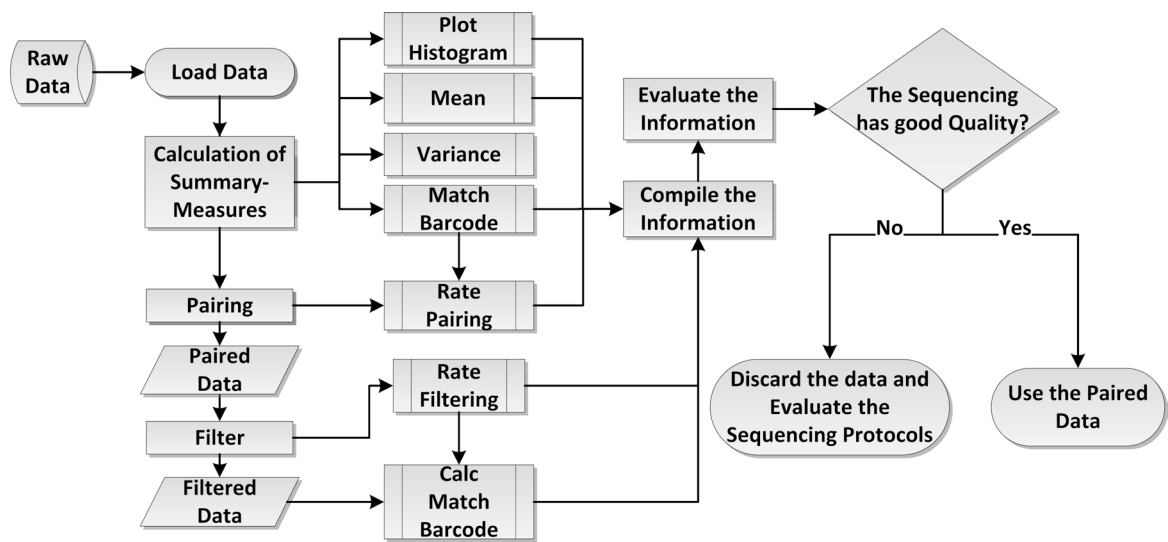 Raw
Data
Load Data
Calculation of
Summary-
Measures
Pairing
Paired
Data
Filter
Filtered
Data
Plot
Histogram
Mean
Variance
Match
Barcode
Rate
Pairing
Rate
Filtering
Calc
Match
Barcode
Evaluate the
Information
Compile the
Information
The Sequencing
has good Quality?
No
Yes
Discard the data and
Evaluate the
Sequencing Protocols
Use the Paired
Data